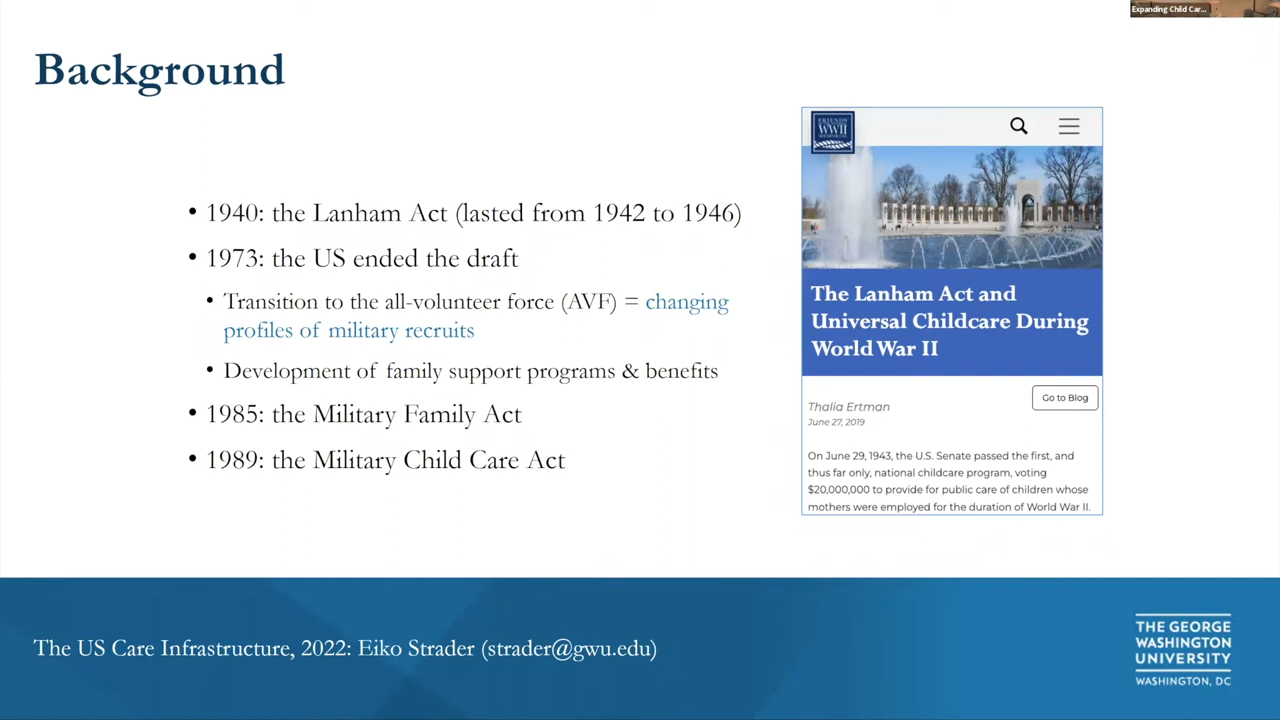 Expanding Child Car...
Background
• 1940: the Lanham Act (lasted from 1942 to 1946)
• 1973: the US ended the draft
• Transition to the all-volunteer force (AVF) = changing
profiles of military recruits
• Development of family support programs & benefits
• 1985: the Military Family Act
• 1989: the Military Child Care Act
FRIENDS
WWII
MEMORIAL
The Lanham Act and
Universal Childcare During
World War II
Go to Blog
Thalia Ertman
June 27, 2019
On June 29, 1943, the U.S. Senate passed the first, and
thus far only, national childcare program, voting
$20,000,000 to provide for public care of children whose
mothers were employed for the duration of World War II.
The US Care Infrastructure, 2022: Eiko Strader (strader@gwu.edu)
THE GEORGE
WASHINGTON
UNIVERSITY
WASHINGTON, DC